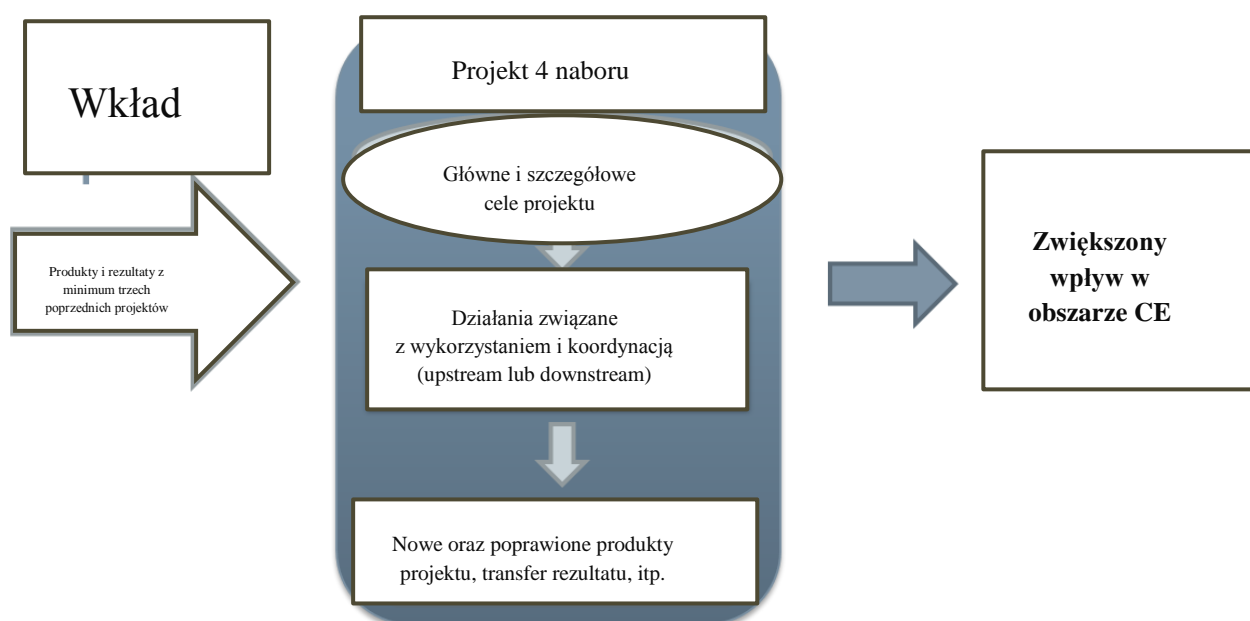 Wkład
Produkty i rezultaty z
minimum trzech
poprzednich projektów
Projekt 4 naboru
Główne i szczegółowe
cele projektu
Działania związane
z wykorzystaniem i koordynacją
(upstream lub downstream)
Nowe oraz poprawione produkty
projektu, transfer rezultatu, itp.
Zwiększony
wpływ w
obszarze CE